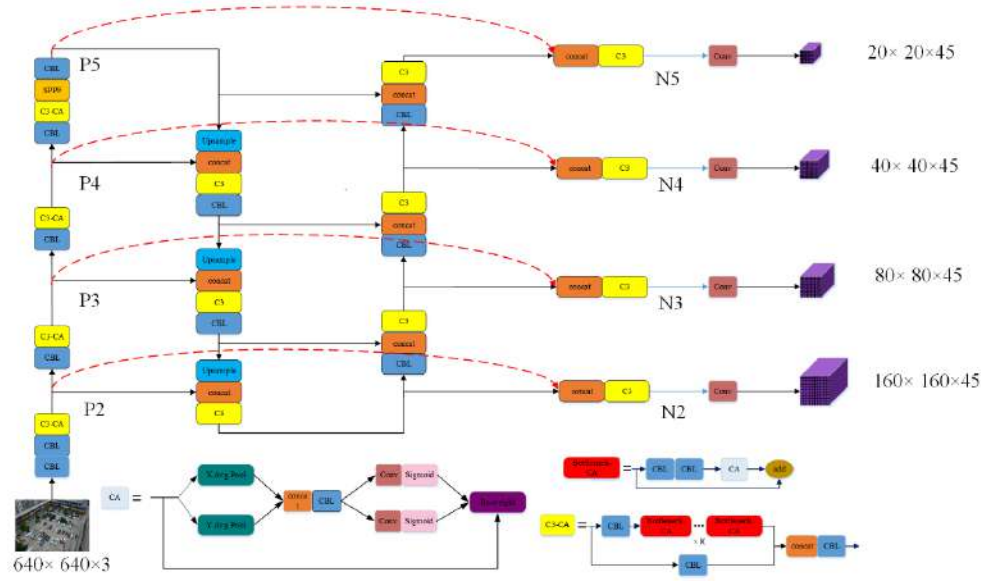 CBL
SPPF
C3-CA
CBL
P5
C3
concat
CBL
concat C3
N5
Conv
20× 20×45
Upsample
concat
C3
CBL
P4
concat C3
N4
Conv
40× 40×45
C3-CA
CBL
C3
concat
CBL
Upsample
concat
C3
CBL
P3
concat C3
N3
Conv
80× 80×45
C3-CA
CBL
C3
concat
CBL
Upsample
concat
C3
P2
concat C3
N2
Conv
160× 160×45
C3-CA
CBL
CBL
640× 640×3
CA =
X Avg Pool
Y Avg Pool
conca
t
CBL
Conv Sigmoid
Conv Sigmoid
Bottleneck-
CA
=
CBL CBL CA add
C3-CA = CBL
Bottleneck-
CA
...
Bottleneck-
CA
CBL
concat CBL